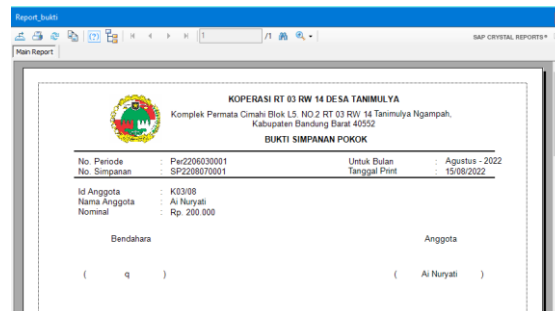 Report_bukti
1 /1 SAP CRYSTAL REPORTS®
Main Report
KOPERASI RT 03 RW 14 DESA TANIMULYA
Komplek Permata Cimahi Blok L5. NO.2 RT 03 RW 14 Tanimulya Ngampah,
Kabupaten Bandung Barat 40552
BUKTI SIMPANAN POKOK
No. Periode : Per2206030001 Untuk Bulan : Agustus - 2022
No. Simpanan : SP2208070001 Tanggal Print : 15/08/2022
Id Anggota : K03/08
Nama Anggota : Ai Nuryati
Nominal : Rp. 200.000
Bendahara Anggota
( q ) ( Ai Nuryati )